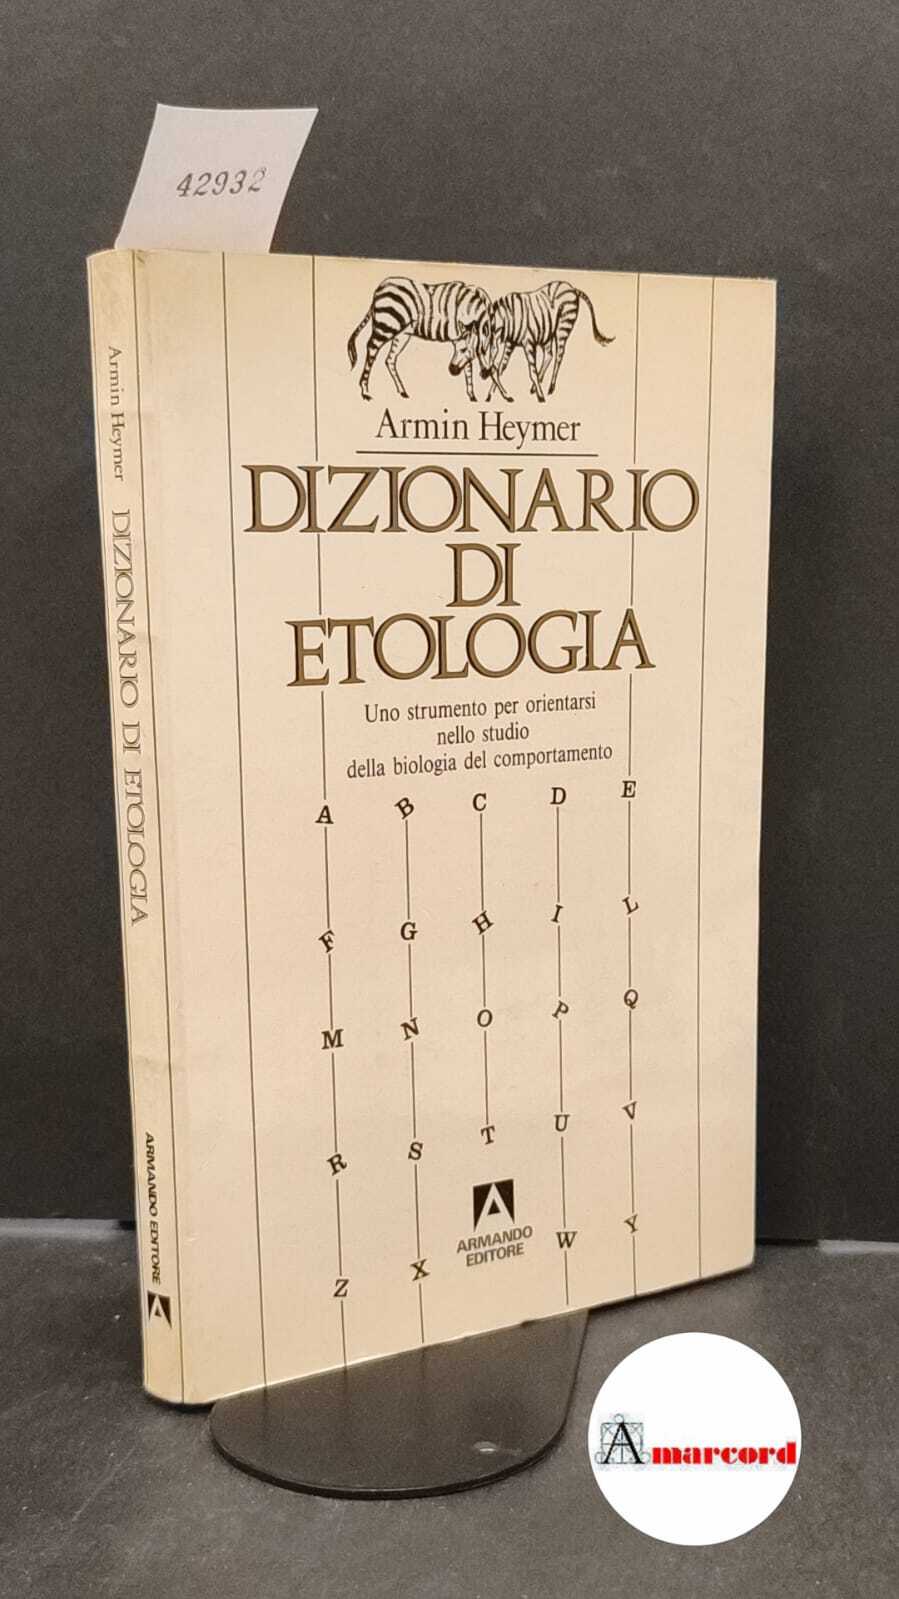 42932
Armin Heymer
DIZIONARIO
DI
ETOLOGIA
Uno strumento per orientarsi
nello studio
della biologia del comportamento
A B C D E
F G H I L
M N O P Q
R S T U V
Z X W Y
ARMANDO
EDITORE
Armin Heymer DIZIONARIO DI ETOLOGIA ARMANDO EDITORE
Amarcord